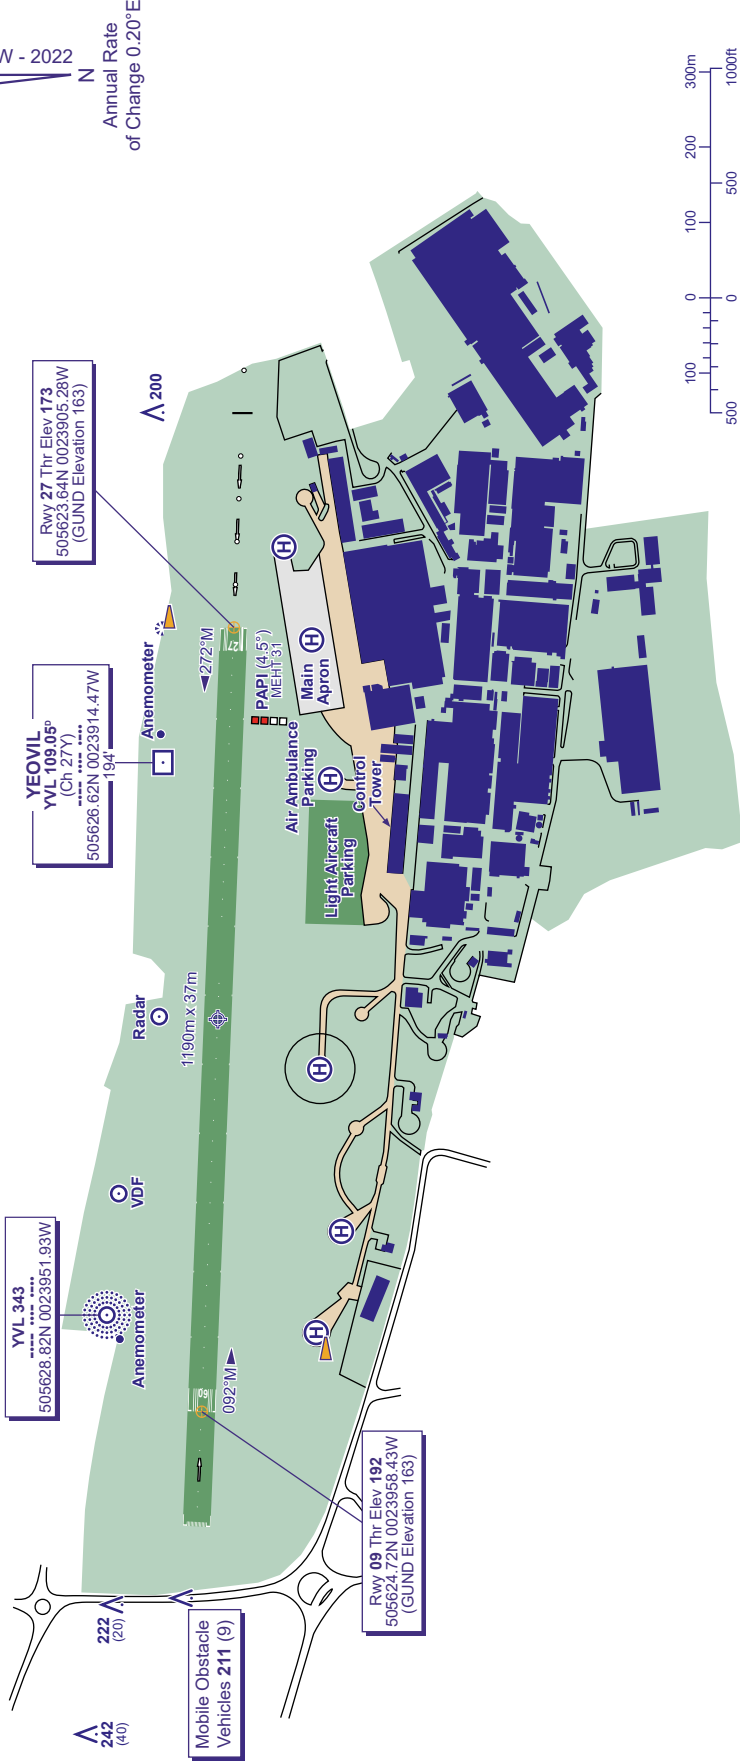 W - 2022
N
Annual Rate
of Change 0.20°E
300m
200
100
0
100
1000ft
500
0
500
200
Rwy 27 Thr Elev 173
505623.64N 0023905.28W
(GUND Elevation 163)
YEOVIL
YVL 109.05ᴰ
(Ch 27Y)
505626.62N 0023914.47W
194'
Anemometer
272°M
27
PAPI (4.5°)
MEHT 31
H
H
Main
Apron
Air Ambulance
Parking
H
Light Aircraft
Parking
Control
Tower
Radar
1190m x 37m
H
VDF
YVL 343
505628.82N 0023951.93W
Anemometer
H
H
09
092°M
Rwy 09 Thr Elev 192
505624.72N 0023958.43W
(GUND Elevation 163)
222
(20)
Mobile Obstacle
Vehicles 211 (9)
242
(40)